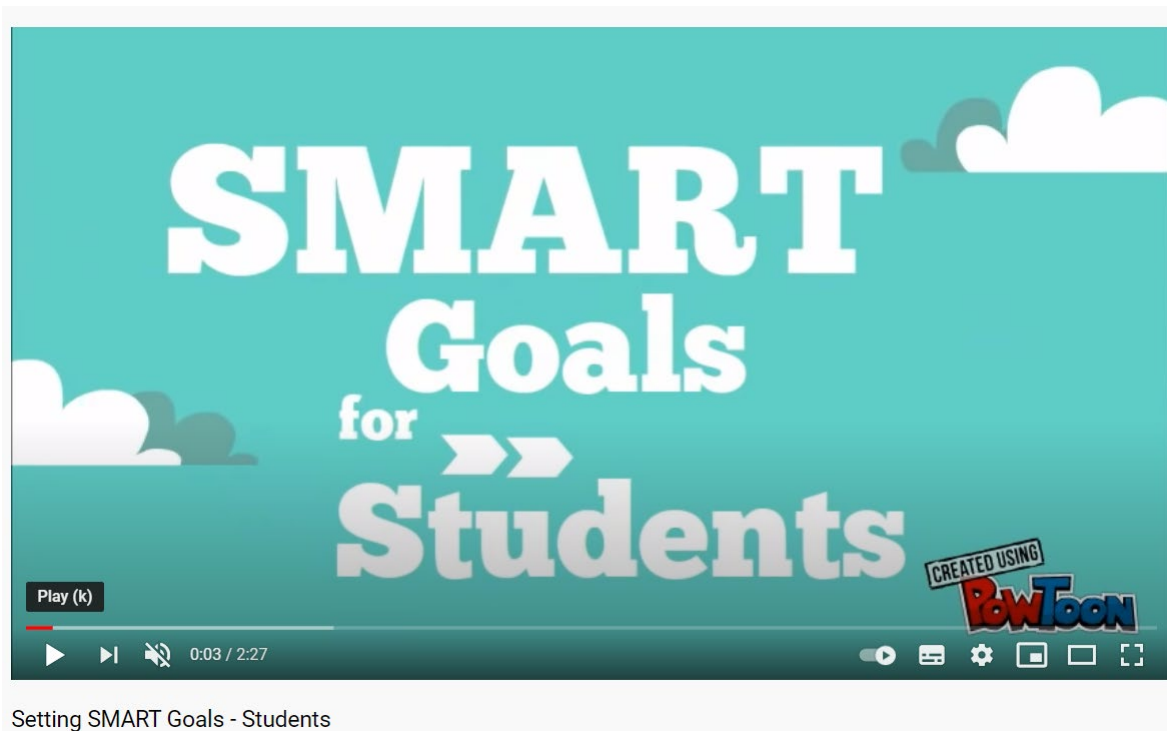 SMART
Goals
for
Students
CREATED USING
POWTOON
Play (k)
0:03 / 2:27
Setting SMART Goals - Students